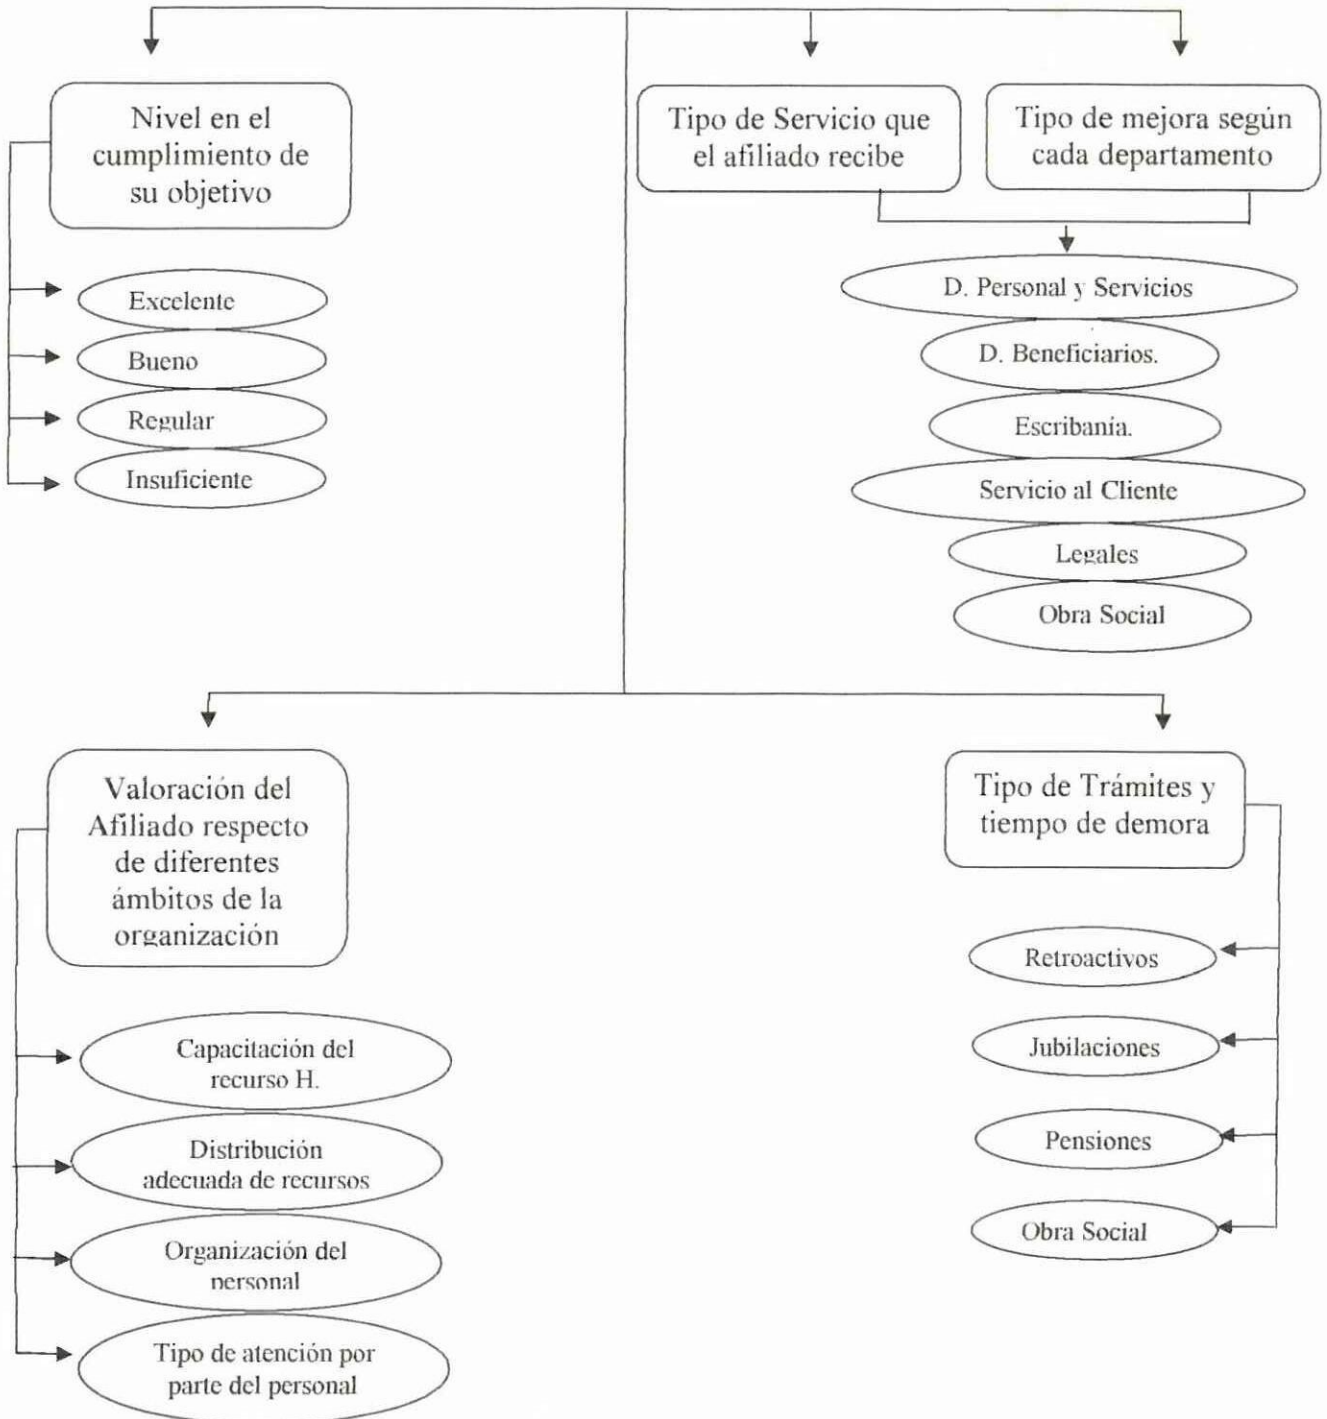 Nivel en el
cumplimiento de
su objetivo
Excelente
Bueno
Regular
Insuficiente
Tipo de Servicio que
el afiliado recibe
Tipo de mejora según
cada departamento
D. Personal y Servicios
D. Beneficiarios.
Escribanía.
Servicio al Cliente
Legales
Obra Social
Valoración del
Afiliado respecto
de diferentes
ámbitos de la
organización
Capacitación del
recurso H.
Distribución
adecuada de recursos
Organización del
personal
Tipo de atención por
parte del personal
Tipo de Trámites y
tiempo de demora
Retroactivos
Jubilaciones
Pensiones
Obra Social